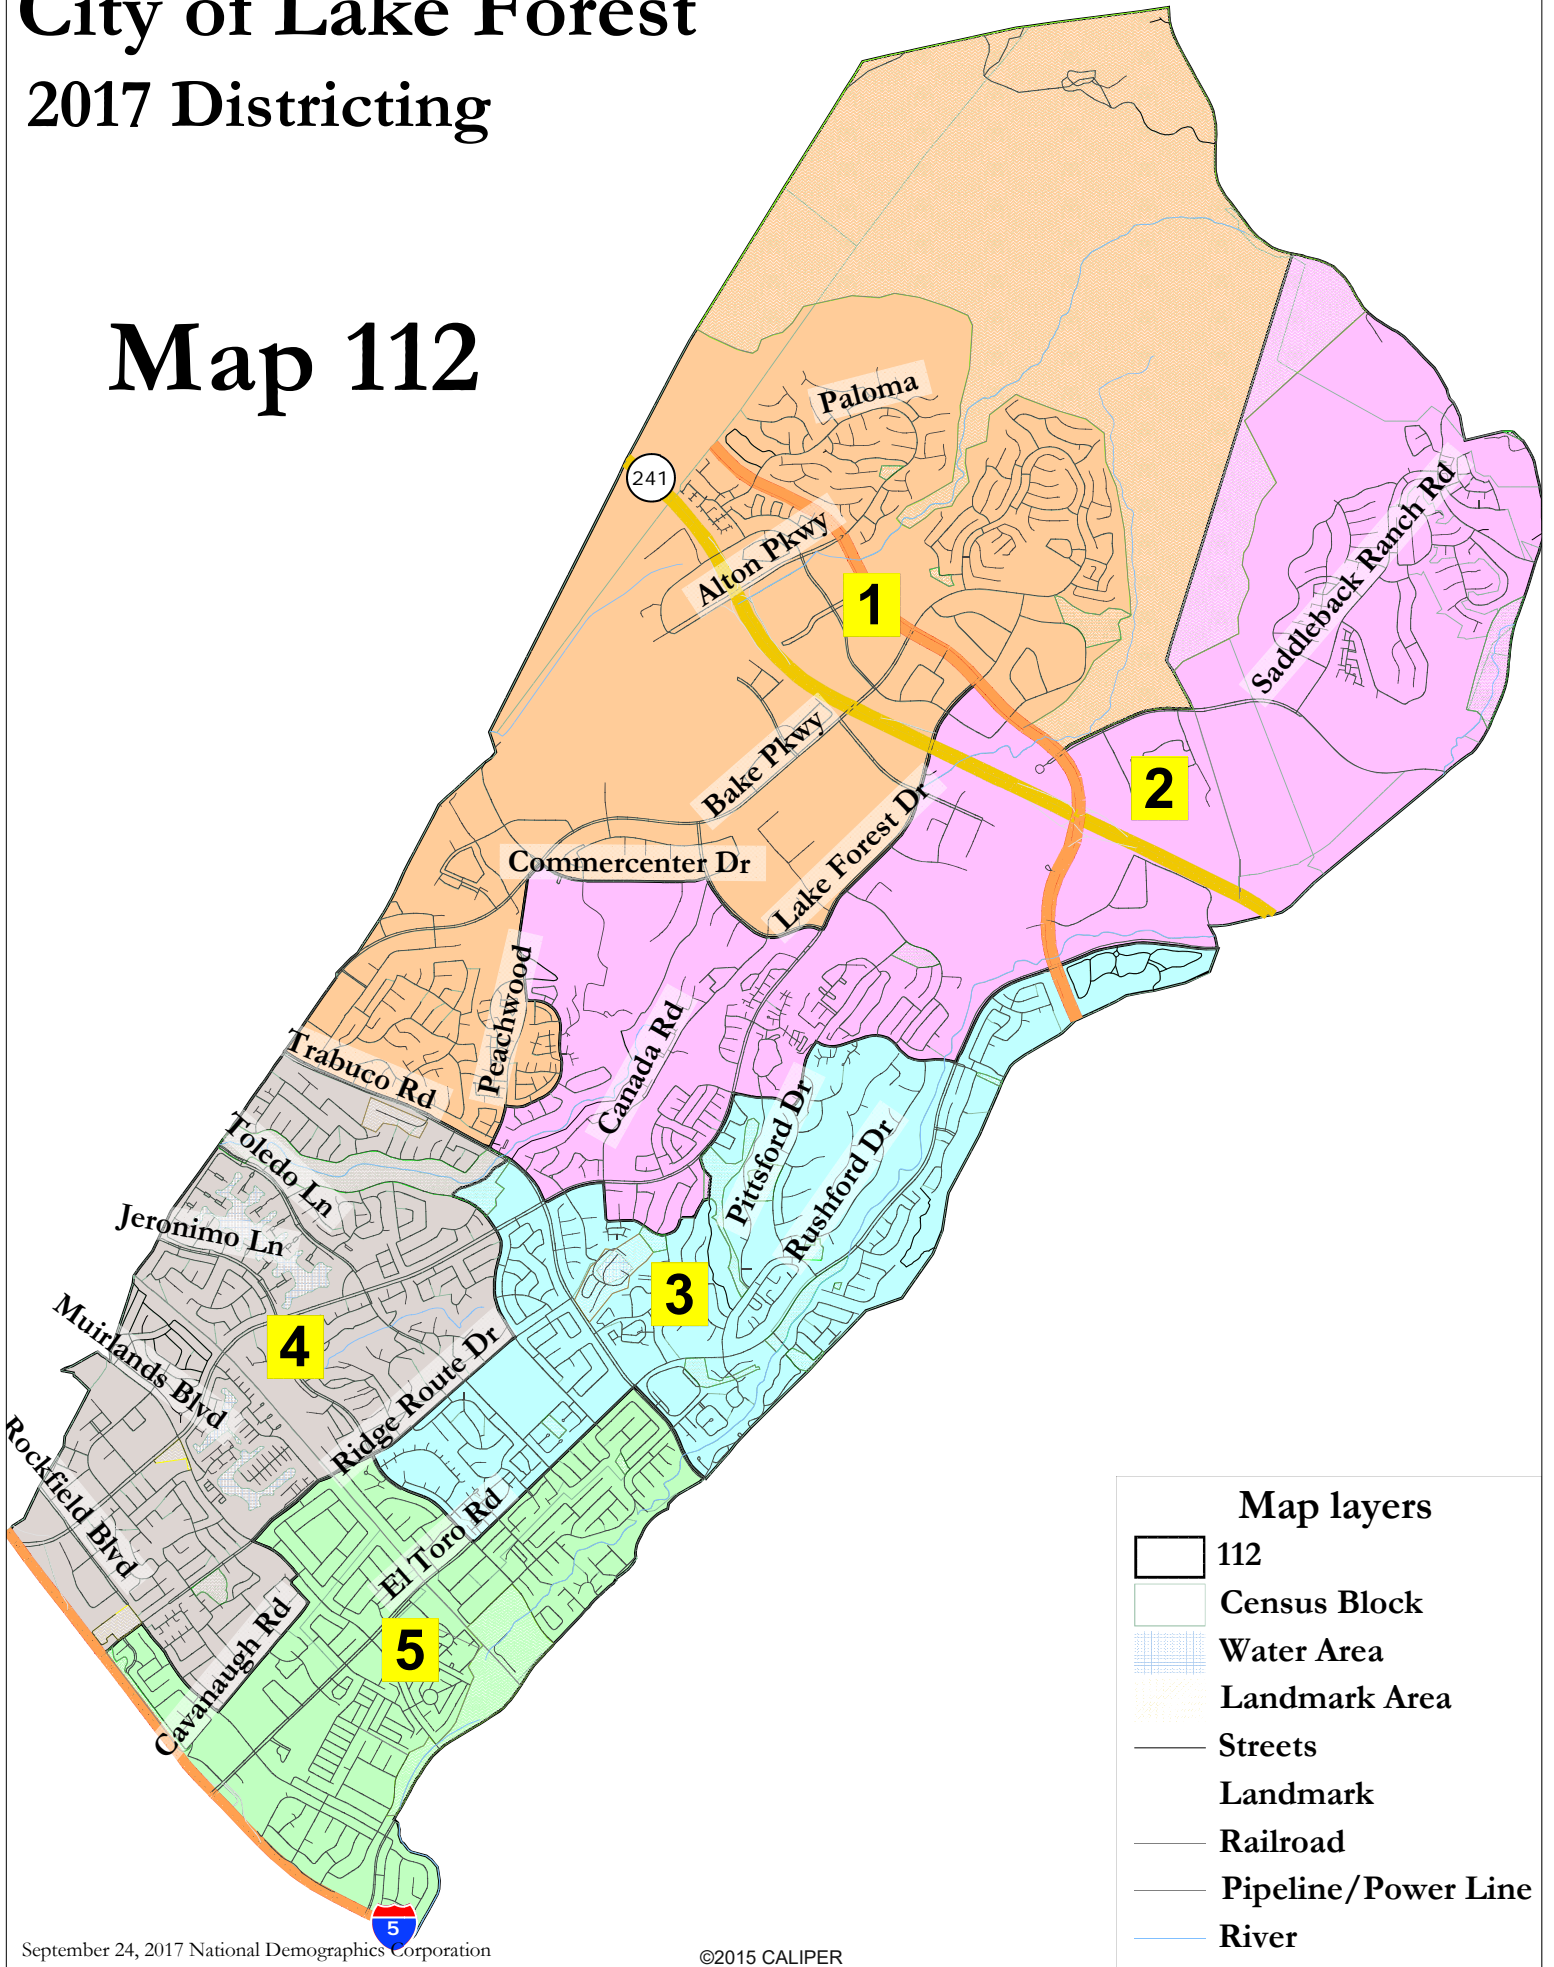 City of Lake Forest
2017 Districting
Map 112
Paloma
241
Alton Pkwy
1
Saddleback Ranch Rd
Bake Pkwy
2
Lake Forest Dr
Commercenter Dr
Peachwood
Canada Rd
Trabuco Rd
Toledo Ln
Pittsford Dr
Rushford Dr
Jeronimo Ln
3
4
Muirlands Blvd
Ridge Route Dr
Rockfield Blvd
El Toro Rd
5
Cavanaugh Rd
5
Map layers
112
Census Block
Water Area
Landmark Area
Streets
Landmark
Railroad
Pipeline/Power Line
River
September 24, 2017 National Demographics Corporation
©2015 CALIPER